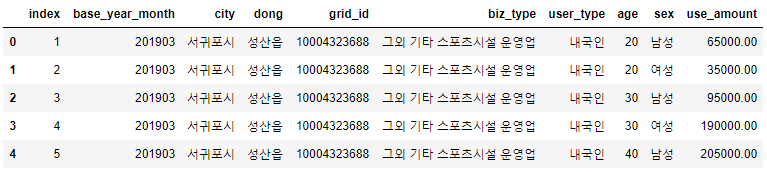 index base_year_month city dong grid_id biz_type user_type age sex use_amount
0 1 201903 서귀포시 성산읍 10004323688 그외 기타 스포츠시설 운영업 내국인 20 남성 65000.00
1 2 201903 서귀포시 성산읍 10004323688 그외 기타 스포츠시설 운영업 내국인 20 여성 35000.00
2 3 201903 서귀포시 성산읍 10004323688 그외 기타 스포츠시설 운영업 내국인 30 남성 95000.00
3 4 201903 서귀포시 성산읍 10004323688 그외 기타 스포츠시설 운영업 내국인 30 여성 190000.00
4 5 201903 서귀포시 성산읍 10004323688 그외 기타 스포츠시설 운영업 내국인 40 남성 205000.00